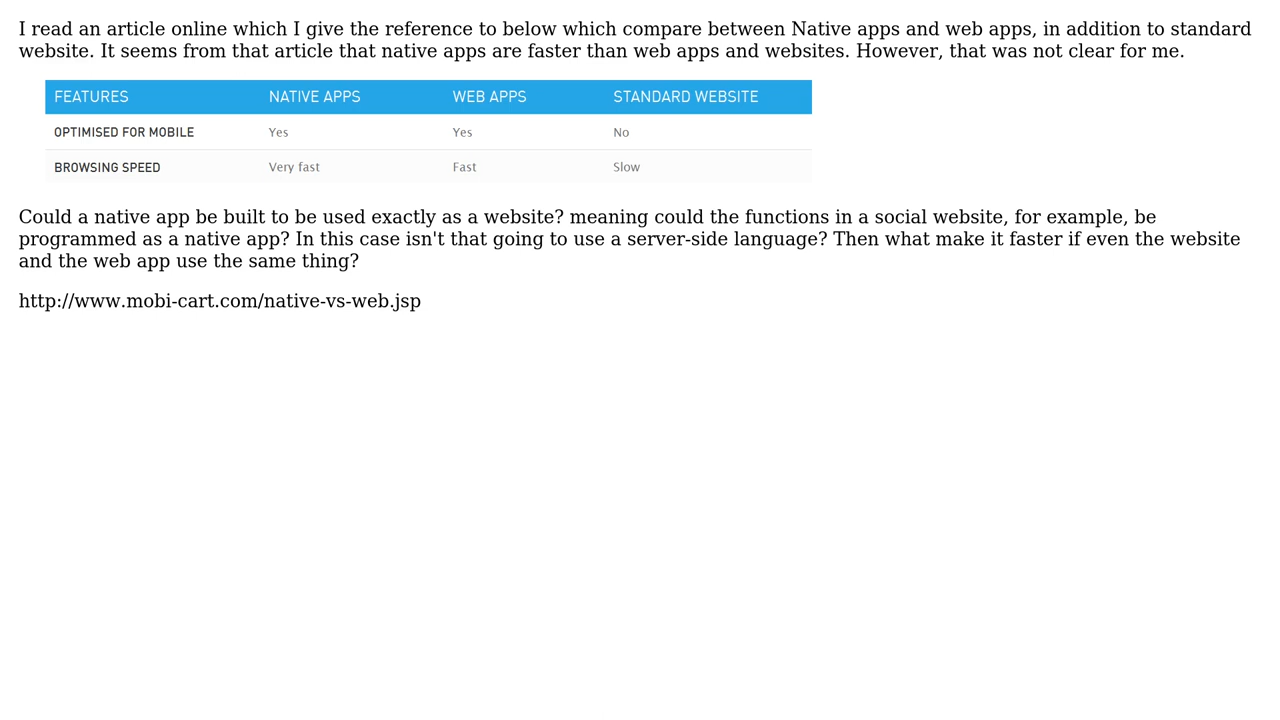 I read an article online which I give the reference to below which compare between Native apps and web apps, in addition to standard
website. It seems from that article that native apps are faster than web apps and websites. However, that was not clear for me.
FEATURES NATIVE APPS WEB APPS STANDARD WEBSITE
OPTIMISED FOR MOBILE Yes Yes No
BROWSING SPEED Very fast Fast Slow
Could a native app be built to be used exactly as a website? meaning could the functions in a social website, for example, be
programmed as a native app? In this case isn't that going to use a server-side language? Then what make it faster if even the website
and the web app use the same thing?
http://www.mobi-cart.com/native-vs-web.jsp